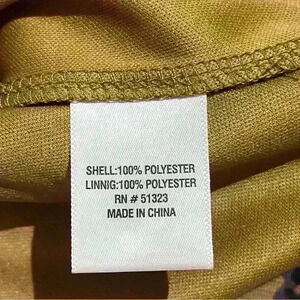 SHELL:100% POLYESTER
LINNIG:100% POLYESTER
RN # 51323
MADE IN CHINA